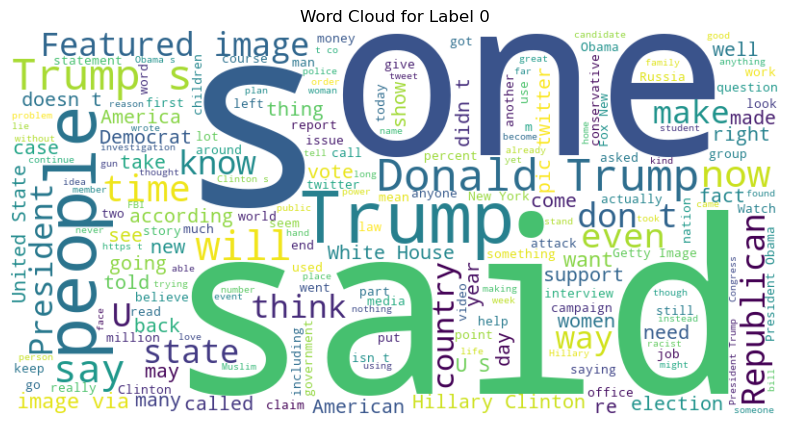 Word Cloud for Label 0
Featured image
Trump s
s
one
said
Trump
Donald Trump
people
President
United State
Republican
Hillary Clinton
White House
American
America
Democrat
statement
Obama s
t co
money
course
man
police
children
word
woman
order
plan
left
thing
report
issue
give
tweet
today
show
name
got
another
didn t
m
use
far
great
become
candidate
Obama
conservative
Fox New
family
Russia
make
good
anything
well
work
question
look
made
right
student
home
group
kind
already
yet
asked
doesn t
first
problem
reason
lie
wrote
without
case
continue
investigation
lot
take
gun
thought
around
know
tell
call
percent
pic twitter
vote
long
twitter
Clinton s
time
idea
member
FBI
two
according
power
mean
anyone
New York
come
actually
fact
found
Watch
now
don t
even
took
came
stand
nation
public
law
seem
hand
world
much
story
never
see
https t
new
will
end
something
attack
want
Getty Image
going
able
told
trying
used
number
place
went
part
country
year
video
interview
support
though
Congress
President Obama
President Trump
believe
U
think
event
nothing
media
making
week
campaign
women
still
face
read
back
million
love
put
help
day
point
way
need
instead
Hillary
racist
say
state
isn t
U S
life
saying
job
might
bill
person
keep
go
really
Clinton
may
Muslim
including
government
using
office
someone
image via
many
called
claim
re
election